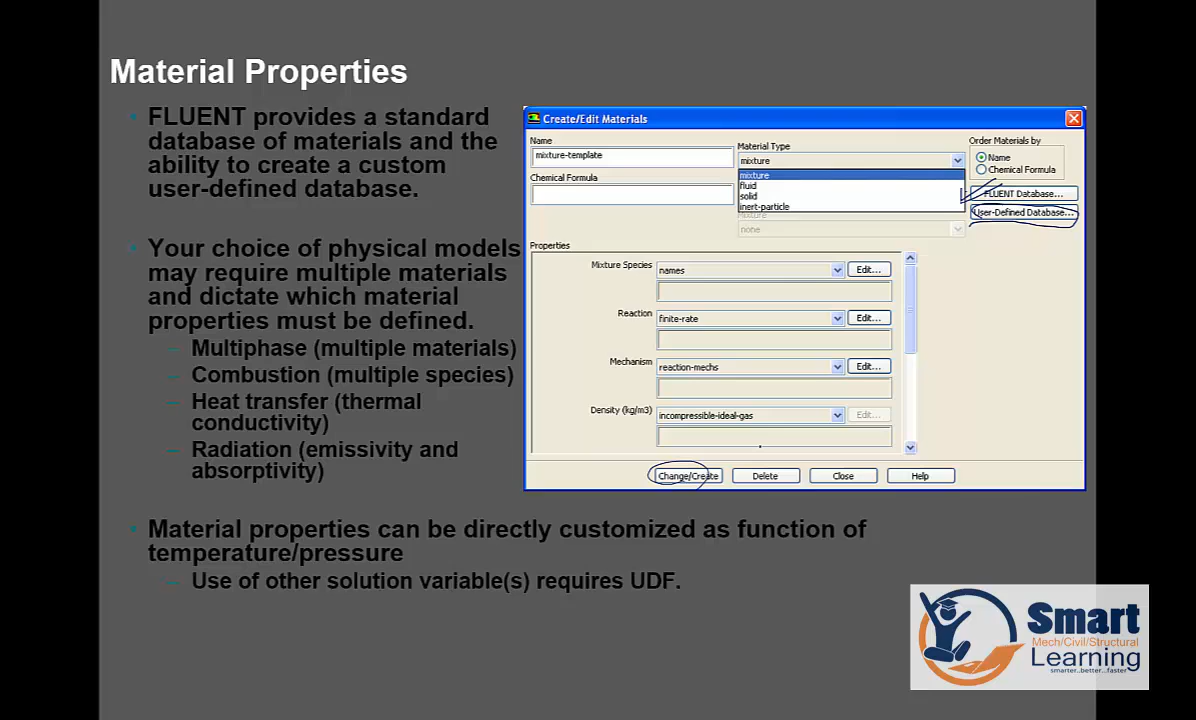 Material Properties
• FLUENT provides a standard
database of materials and the
ability to create a custom
user-defined database.
• Your choice of physical models
may require multiple materials
and dictate which material
properties must be defined.
– Multiphase (multiple materials)
– Combustion (multiple species)
– Heat transfer (thermal
conductivity)
– Radiation (emissivity and
absorptivity)
• Material properties can be directly customized as function of
temperature/pressure
– Use of other solution variable(s) requires UDF.
Create/Edit Materials
Name
mixture-template
Chemical Formula
Material Type
mixture
mixture
fluid
solid
inert-particle
Mixture
none
Order Materials by
Name
Chemical Formula
FLUENT Database...
User-Defined Database...
Properties
Mixture Species
names
Edit...
Reaction
finite-rate
Edit...
Mechanism
reaction-mechs
Edit...
Density (kg/m3)
incompressible-ideal-gas
Edit...
Change/Create
Delete
Close
Help
Smart
Mech/Civil/Structural
Learning
smarter..better..faster